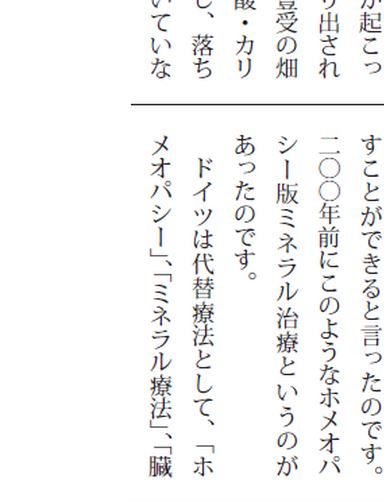 が起こっ
り出され
豊受の畑
酸・カリ
し、落ち
いていな
すことができると言ったのです。
二〇〇年前にこのようなホメオパ
シー版ミネラル治療というのが
あったのです。
ドイツは代替療法として、「ホ
メオパシー」、「ミネラル療法」、「臓